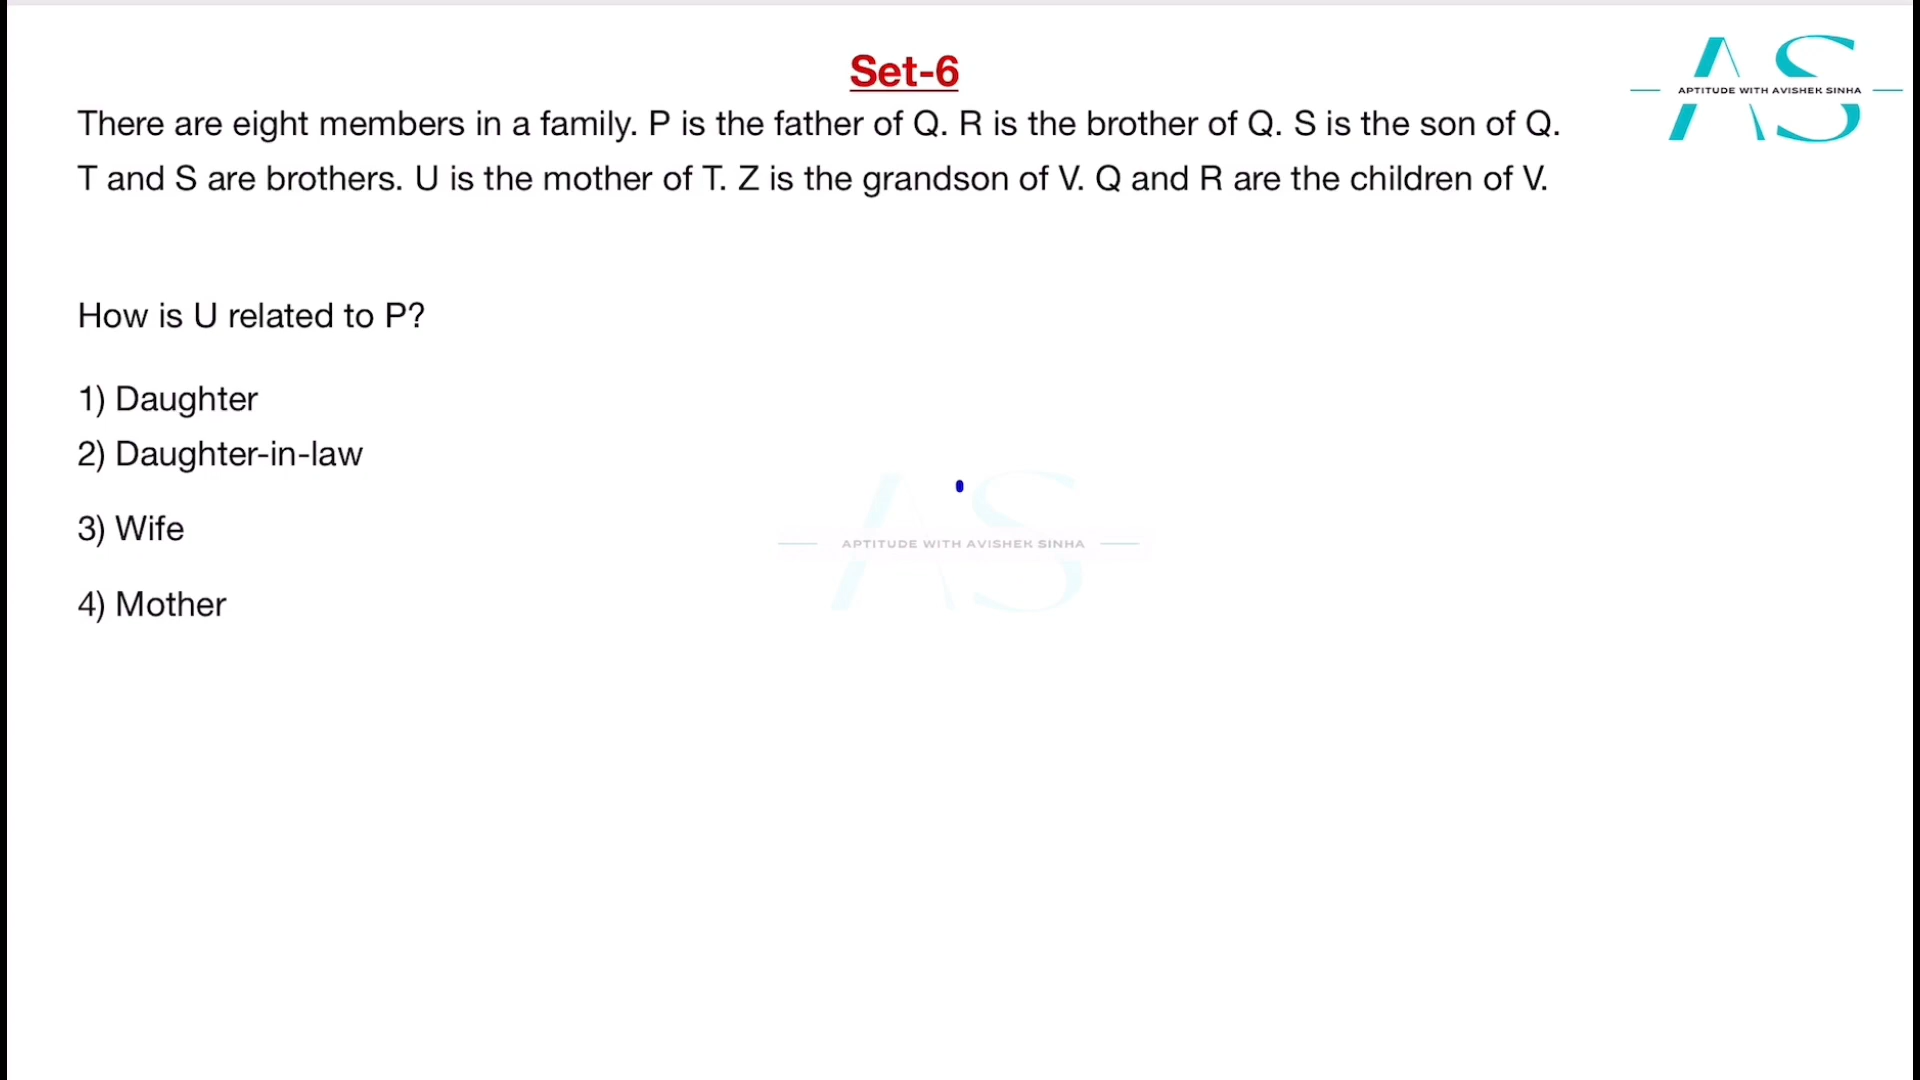 Set-6
APTITUDE WITH AVISHEK SINHA
There are eight members in a family. P is the father of Q. R is the brother of Q. S is the son of Q.
T and S are brothers. U is the mother of T. Z is the grandson of V. Q and R are the children of V.
How is U related to P?
1) Daughter
2) Daughter-in-law
3) Wife
4) Mother
AS
APTITUDE WITH AVISHEK SINHA
AS